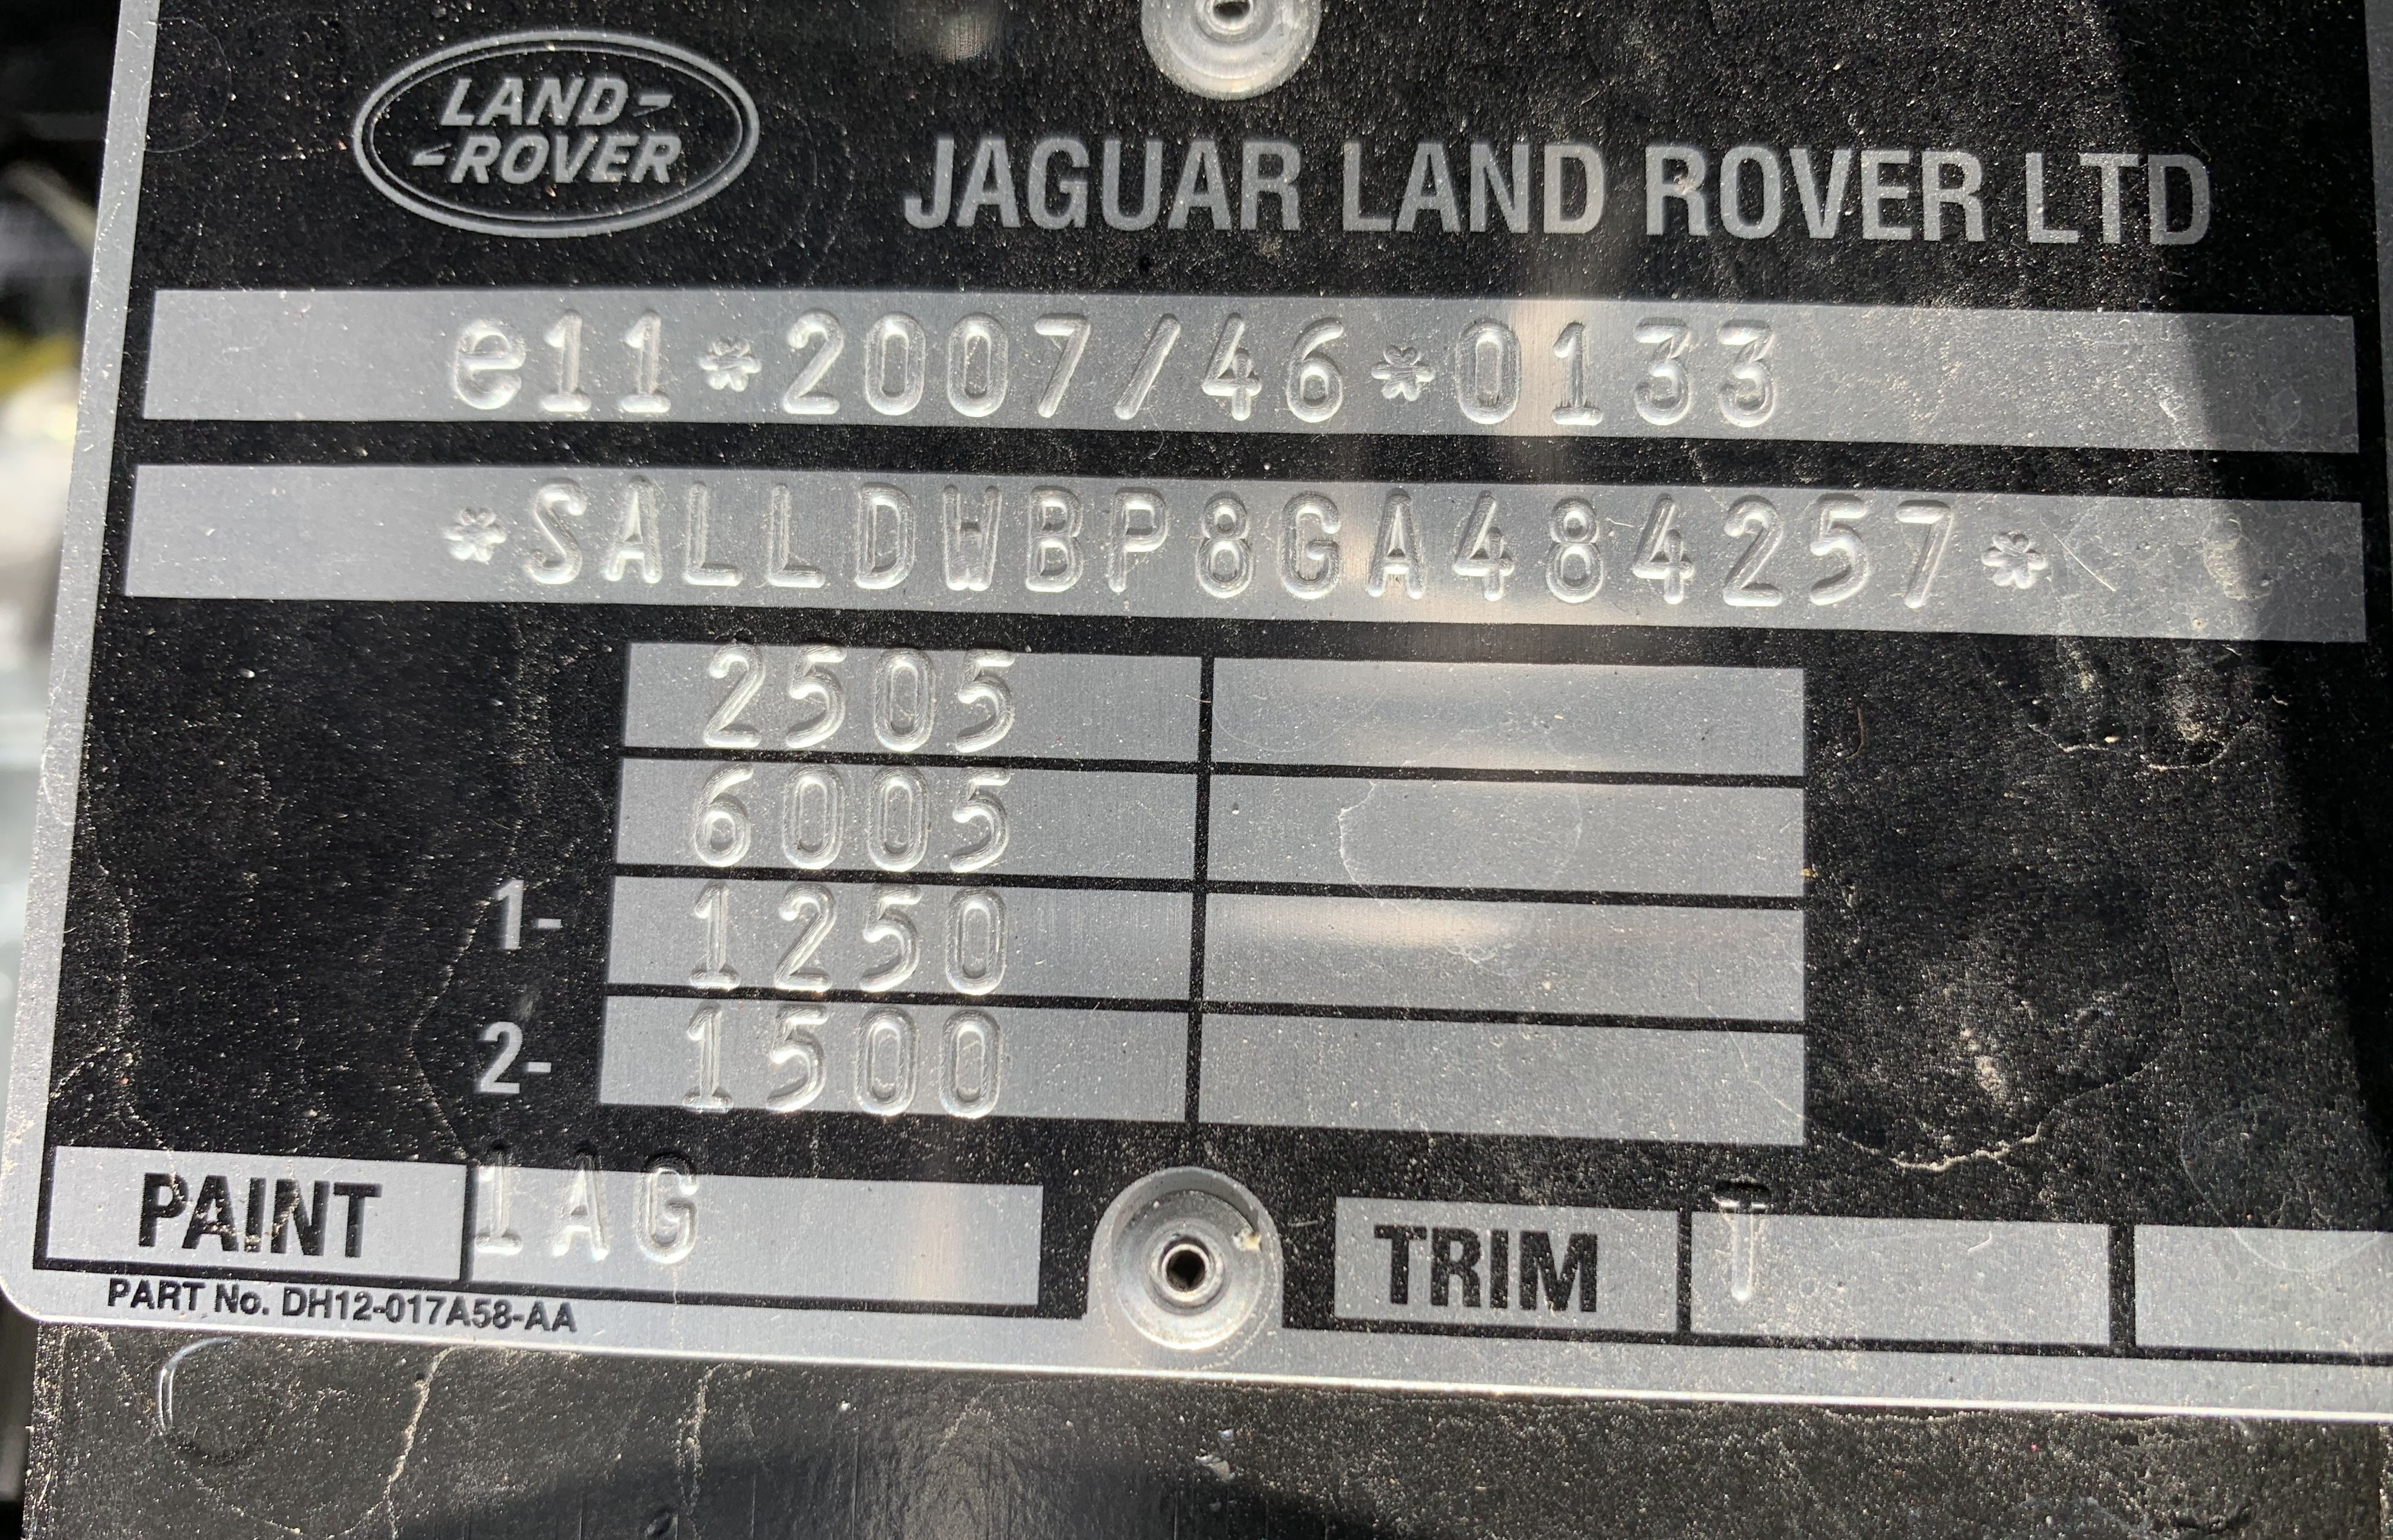 LAND-
-ROVER
JAGUAR LAND ROVER LTD
e11*2007/46*0133
*SALLDWBP8GA484257*
2505
6005
1- 1250
2- 1500
PAINT 1AG TRIM T
PART No. DH12-017A58-AA